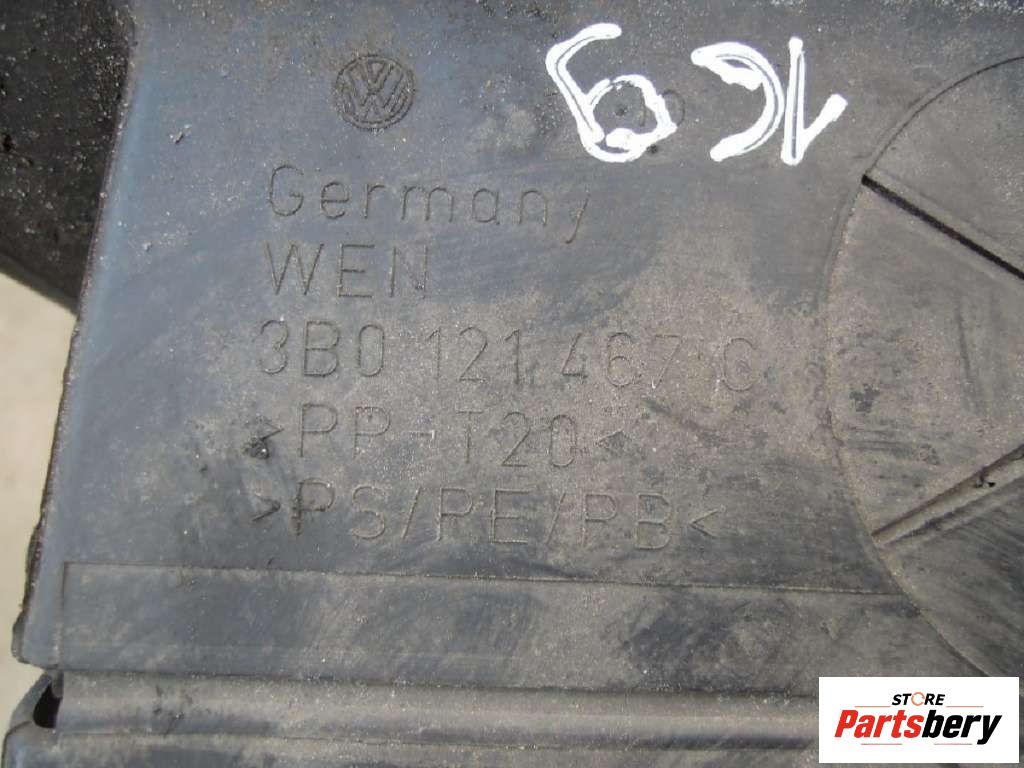 Germany
WEN
3B0 121 467 C
>PP-T20<
>PS/PE/PB<
STORE
Partsbery